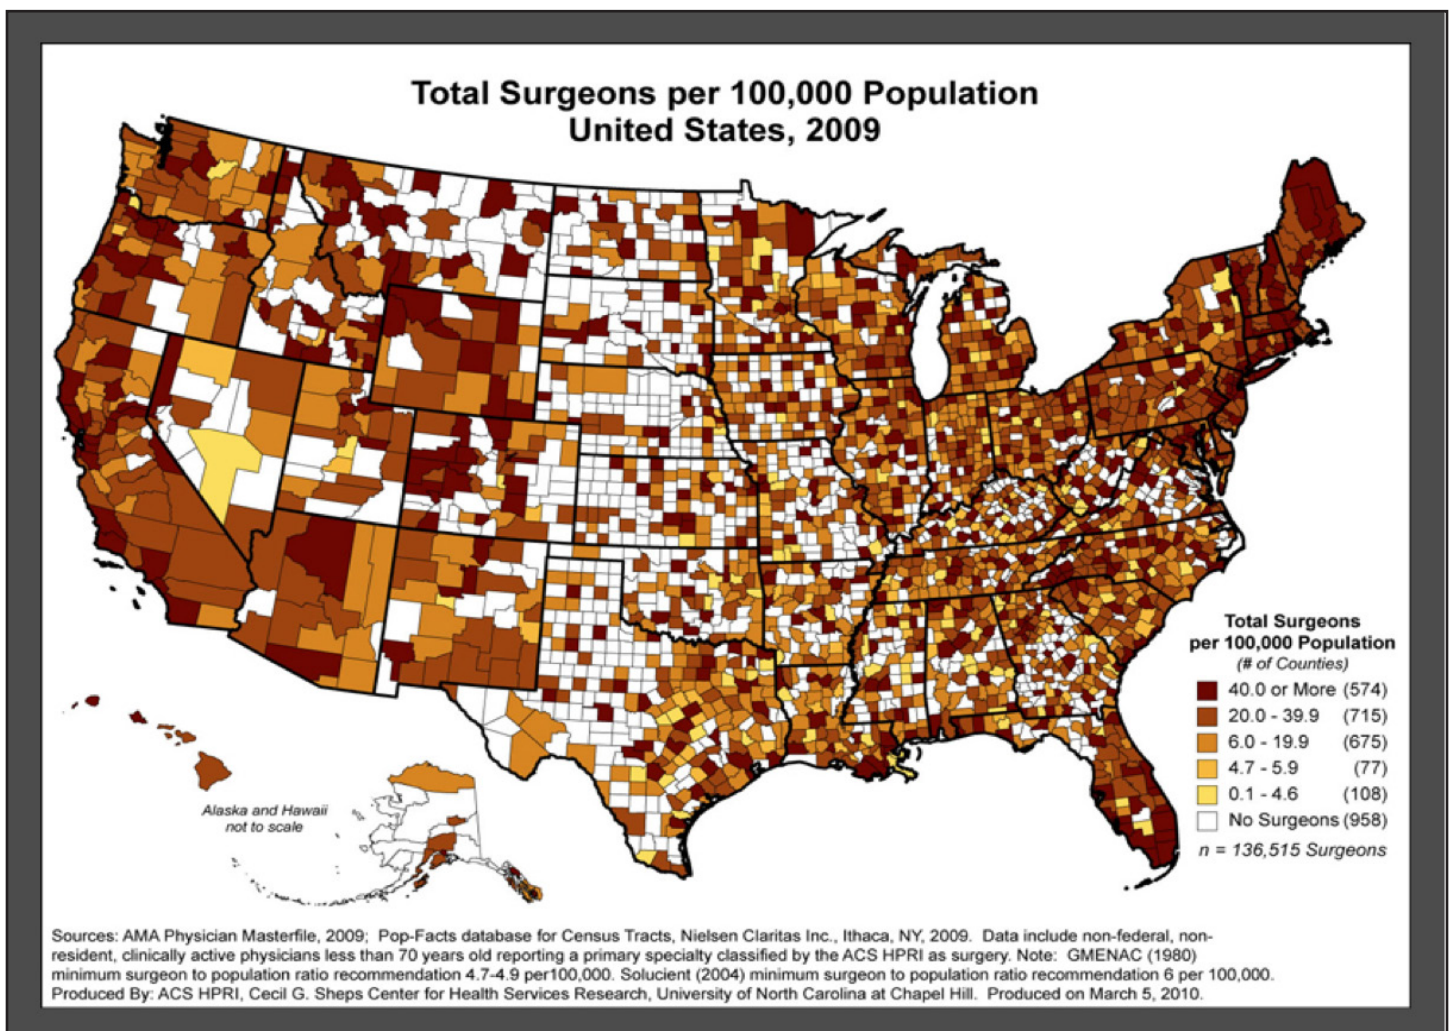 Total Surgeons per 100,000 Population
United States, 2009
Total Surgeons
per 100,000 Population
(# of Counties)
40.0 or More (574)
20.0 - 39.9 (715)
6.0 - 19.9 (675)
4.7 - 5.9 (77)
0.1 - 4.6 (108)
No Surgeons (958)
n = 136,515 Surgeons
Alaska and Hawaii
not to scale
Sources: AMA Physician Masterfile, 2009; Pop-Facts database for Census Tracts, Nielsen Claritas Inc., Ithaca, NY, 2009. Data include non-federal, non-
resident, clinically active physicians less than 70 years old reporting a primary specialty classified by the ACS HPRI as surgery. Note: GMENAC (1980)
minimum surgeon to population ratio recommendation 4.7-4.9 per100,000. Solucient (2004) minimum surgeon to population ratio recommendation 6 per 100,000.
Produced By: ACS HPRI, Cecil G. Sheps Center for Health Services Research, University of North Carolina at Chapel Hill. Produced on March 5, 2010.